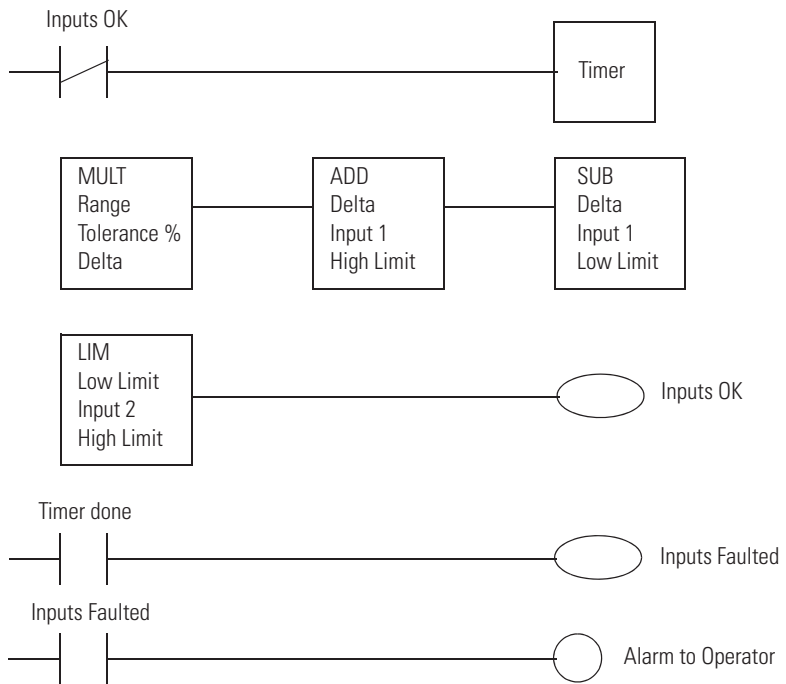 Inputs OK
Timer
MULT
Range
Tolerance %
Delta
ADD
Delta
Input 1
High Limit
SUB
Delta
Input 1
Low Limit
LIM
Low Limit
Input 2
High Limit
Inputs OK
Timer done
Inputs Faulted
Inputs Faulted
Alarm to Operator